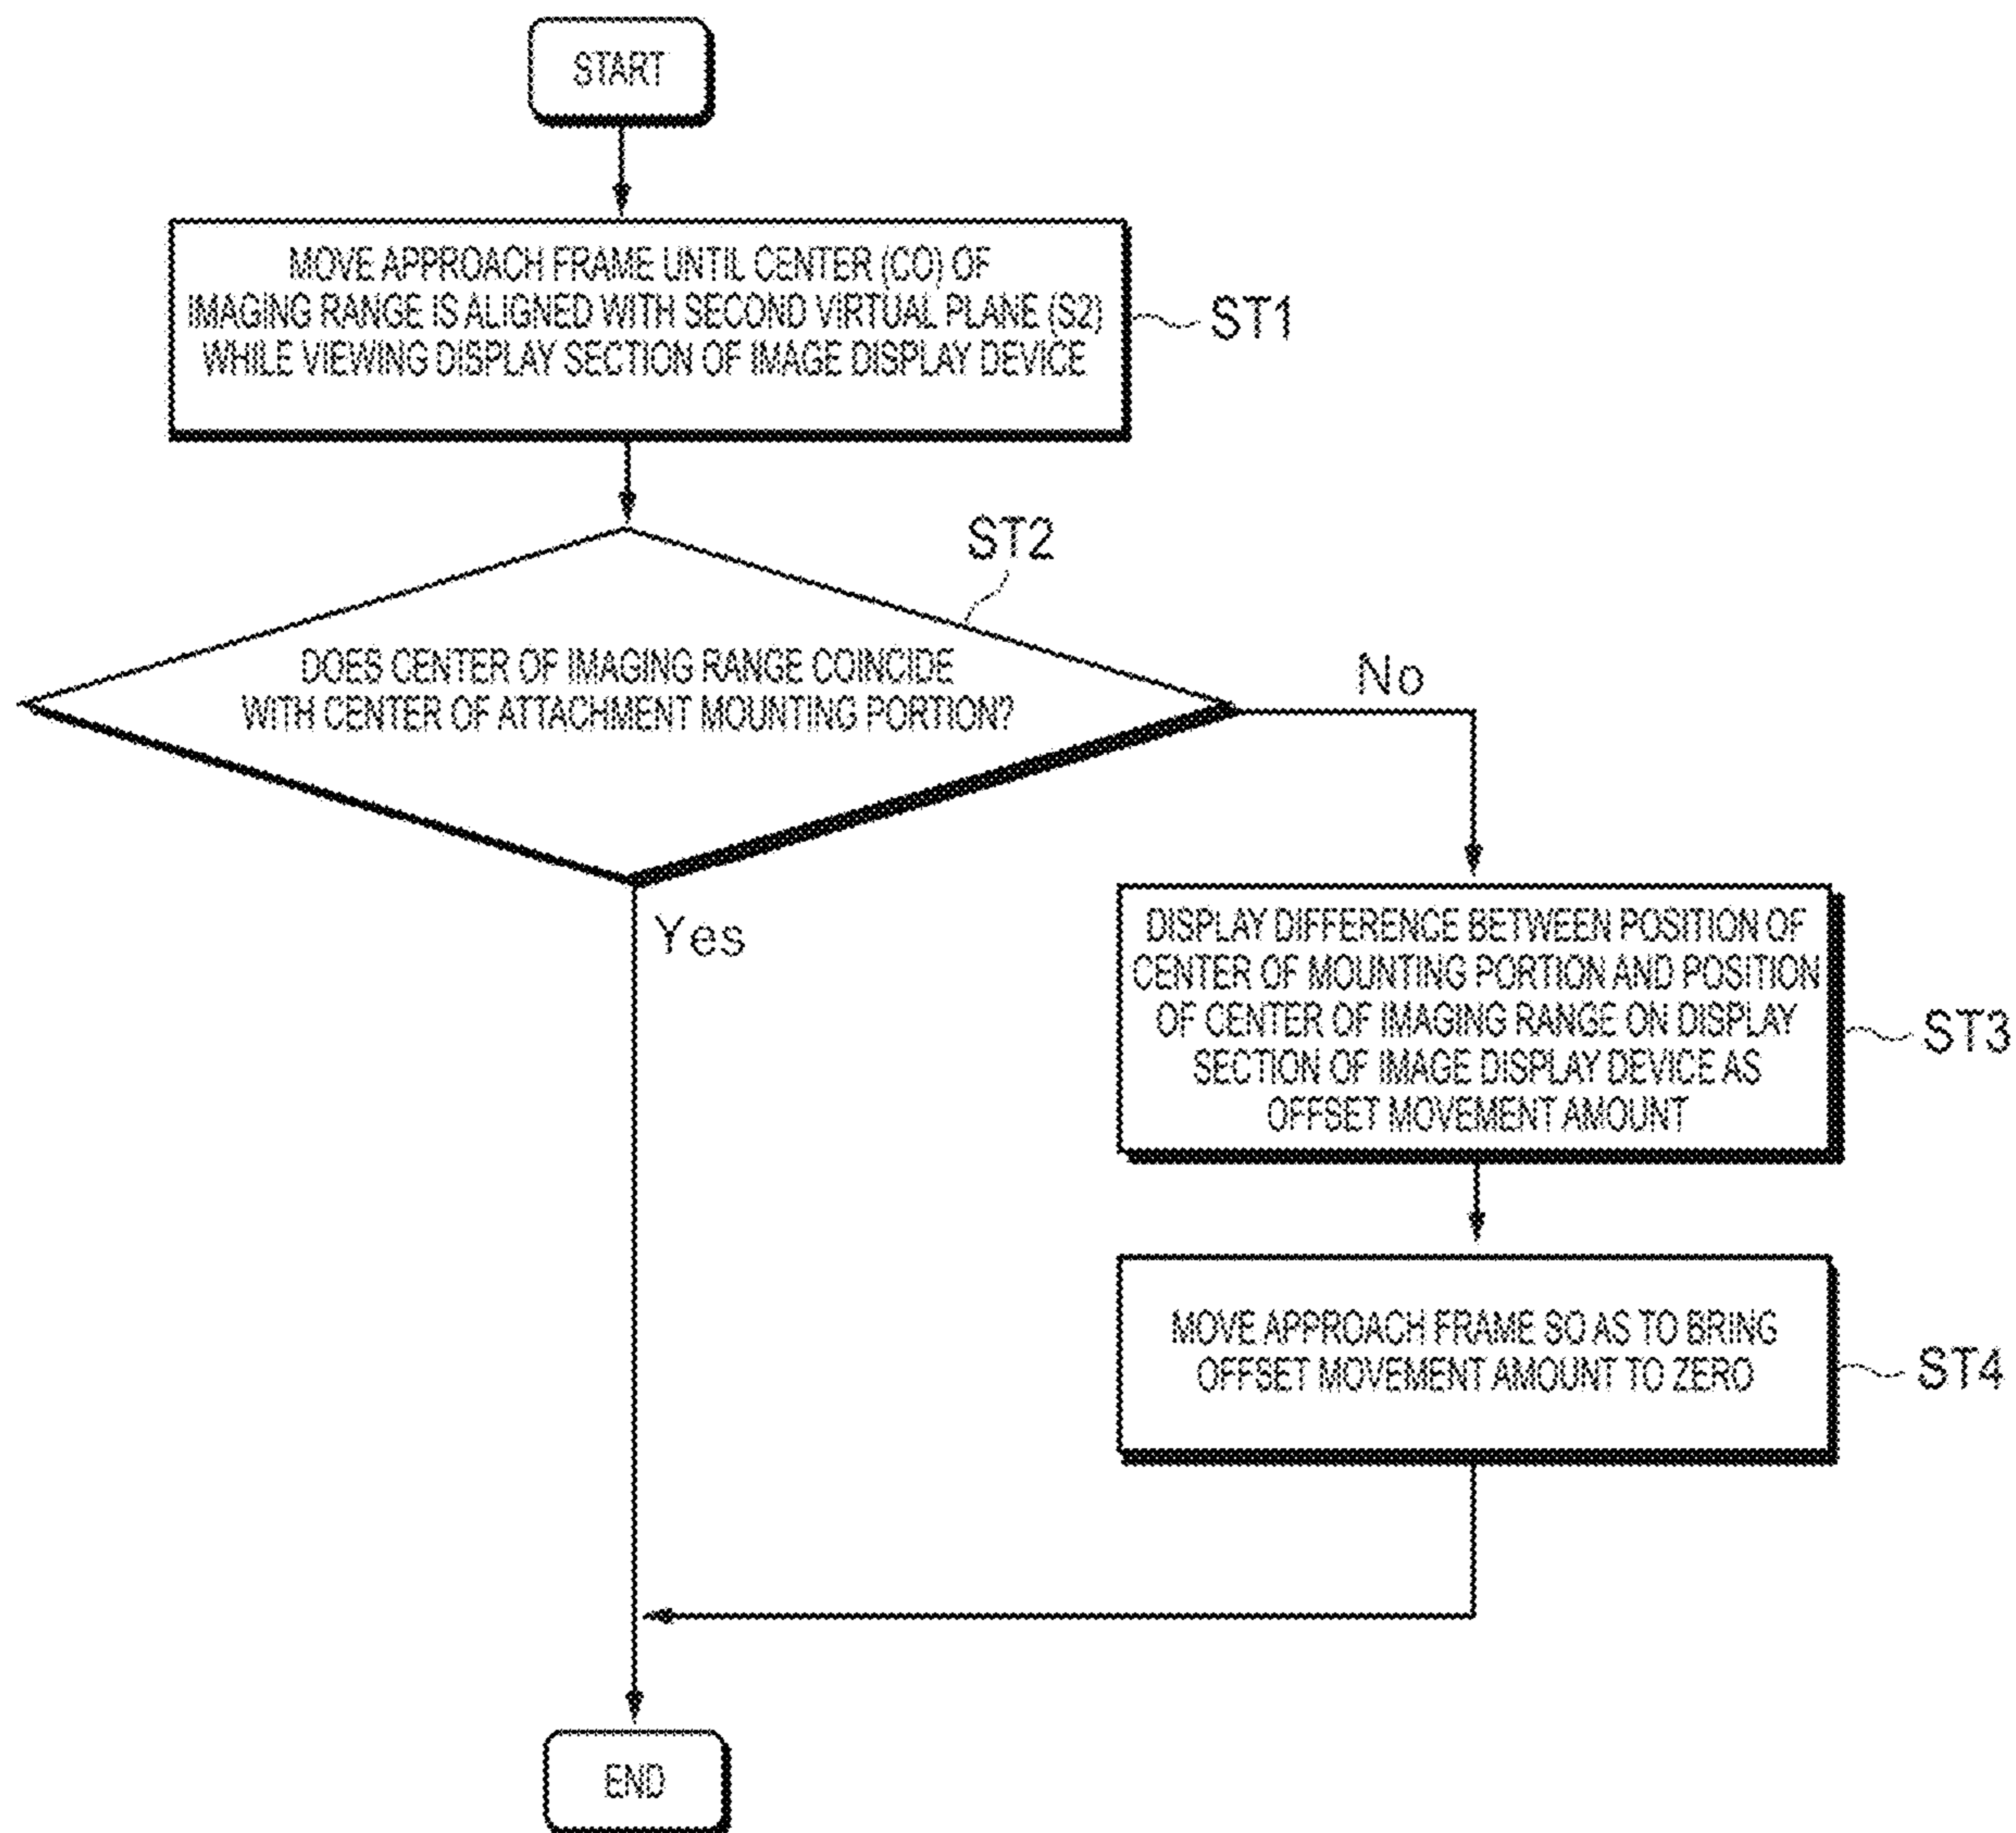 START
MOVE APPROACH FRAME UNTIL CENTER (CO) OF
IMAGING RANGE IS ALIGNED WITH SECOND VIRTUAL PLANE (S2)
WHILE VIEWING DISPLAY SECTION OF IMAGE DISPLAY DEVICE
ST1
ST2
DOES CENTER OF IMAGING RANGE COINCIDE
WITH CENTER OF ATTACHMENT MOUNTING PORTION?
No
Yes
DISPLAY DIFFERENCE BETWEEN POSITION OF
CENTER OF MOUNTING PORTION AND POSITION
OF CENTER OF IMAGING RANGE ON DISPLAY
SECTION OF IMAGE DISPLAY DEVICE AS
OFFSET MOVEMENT AMOUNT
ST3
MOVE APPROACH FRAME SO AS TO BRING
OFFSET MOVEMENT AMOUNT TO ZERO
ST4
END